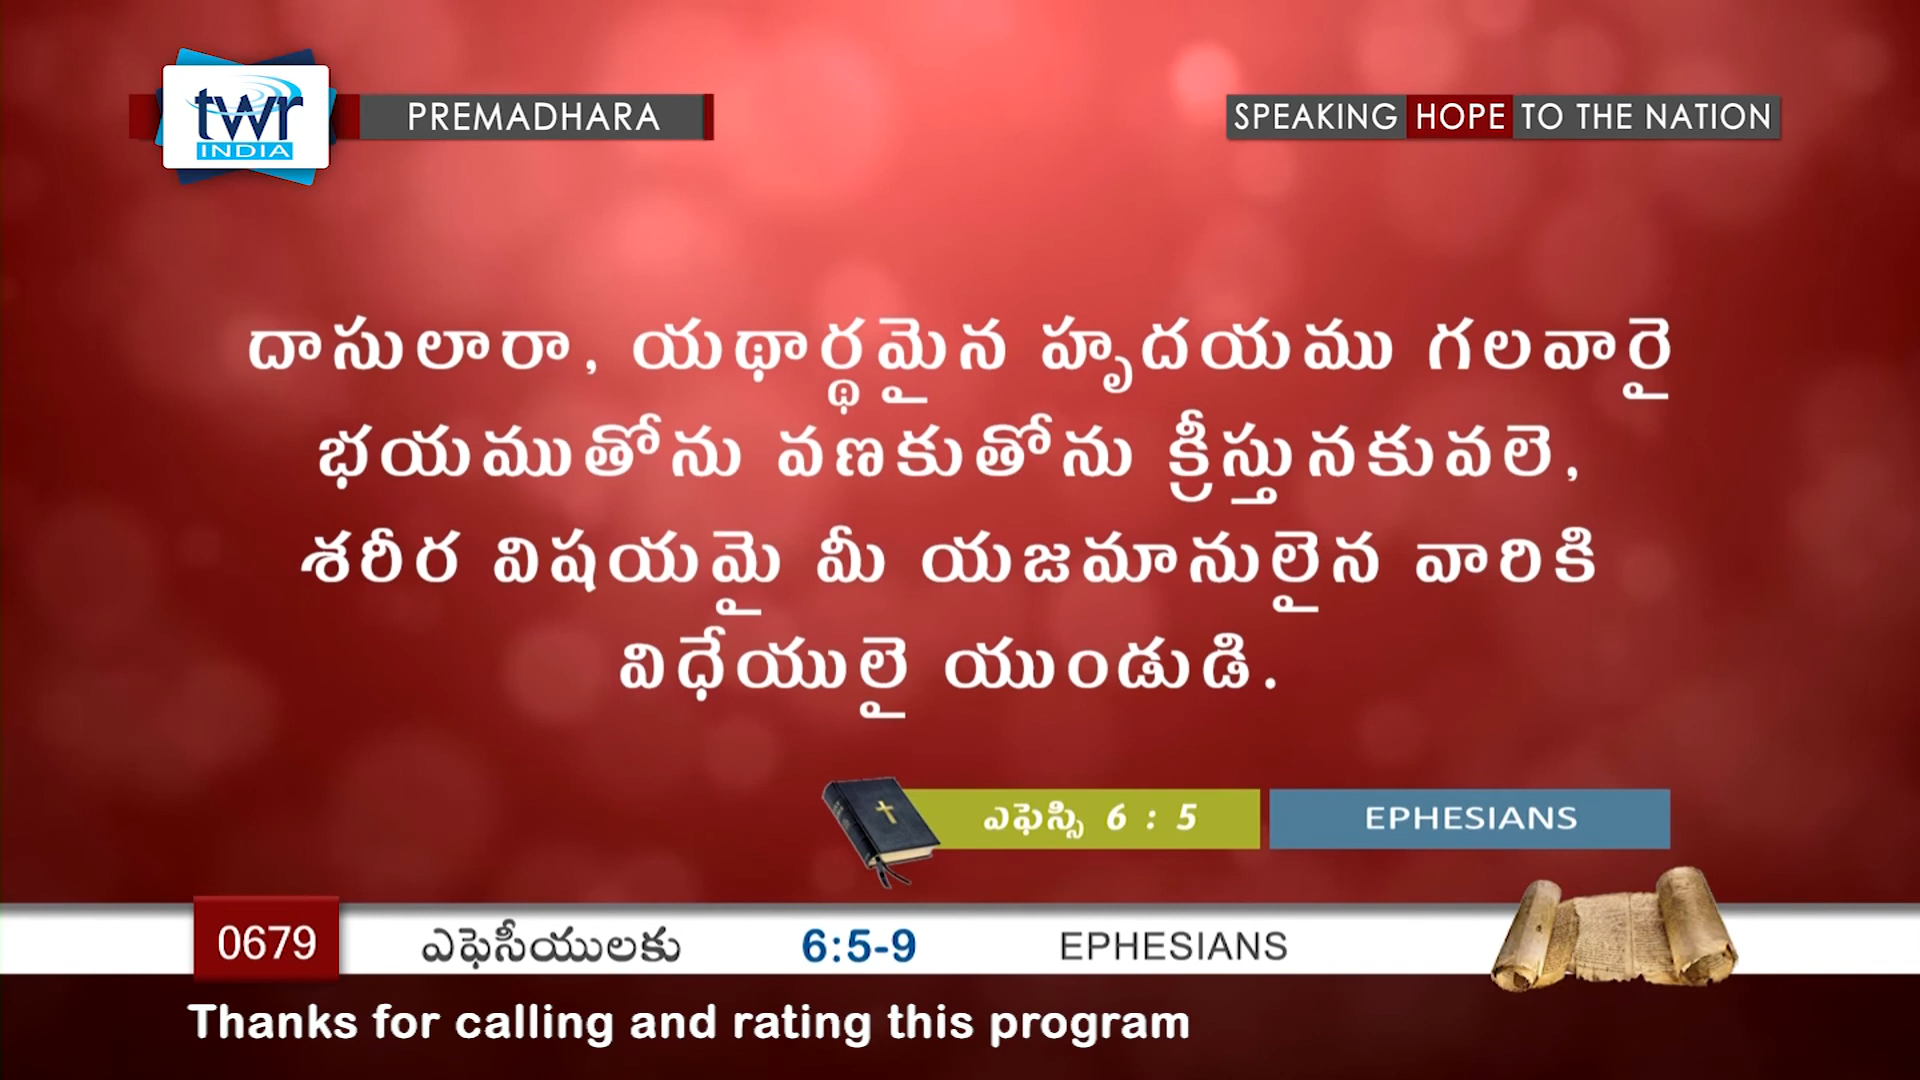 twr
INDIA
PREMADHARA
SPEAKING HOPE TO THE NATION
దాసులారా, యథార్థమైన హృదయము గలవారై
భయముతోను వణకుతోను క్రీస్తునకువలె,
శరీర విషయమై మీ యజమానులైన వారికి
విధేయులై యుండుడి.
ఎఫెస్సి 6 : 5
EPHESIANS
0679
ఎఫెసీయులకు 6:5-9 EPHESIANS
Thanks for calling and rating this program